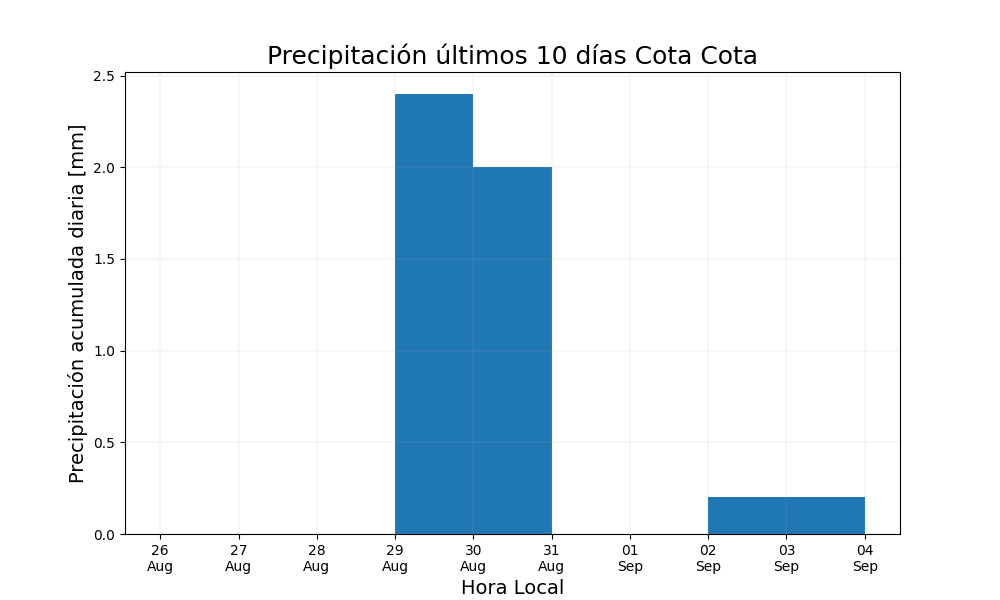 Precipitación últimos 10 días Cota Cota
Precipitación acumulada diaria [mm]
2.5
2.0
1.5
1.0
0.5
0.0
26 27 28 29 30 31 01 02 03 04
Aug Aug Aug Aug Aug Aug Sep Sep Sep Sep
Hora Local